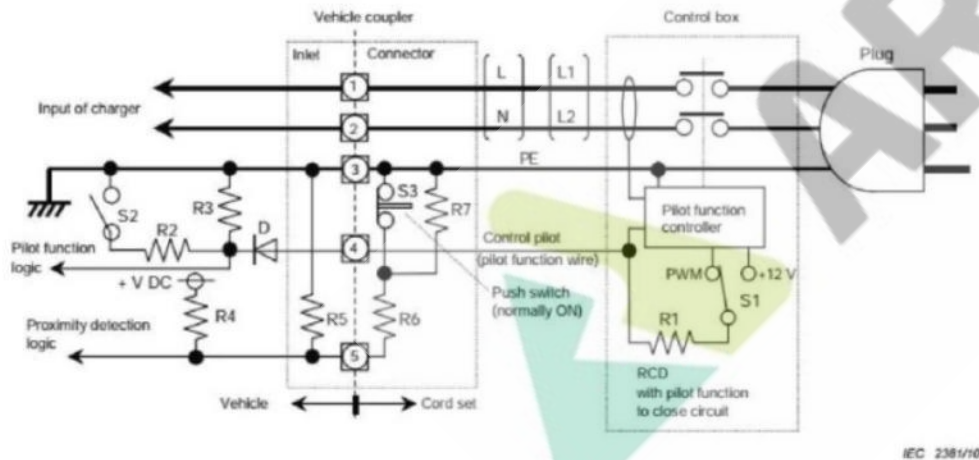 Vehicle coupler
Control box
Inlet
Connector
Plug
Input of charger
1
L
L1
2
N
L2
3
PE
S2
R3
S3
R7
Pilot function
controller
R2
D
4
Control pilot
(pilot function wire)
Pilot function
logic
+ V DC
PWM
+12 V
S1
Push switch
(normally ON)
R4
R5
R6
R1
Proximity detection
logic
5
RCD
with pilot function
to close circuit
Vehicle
Cord set